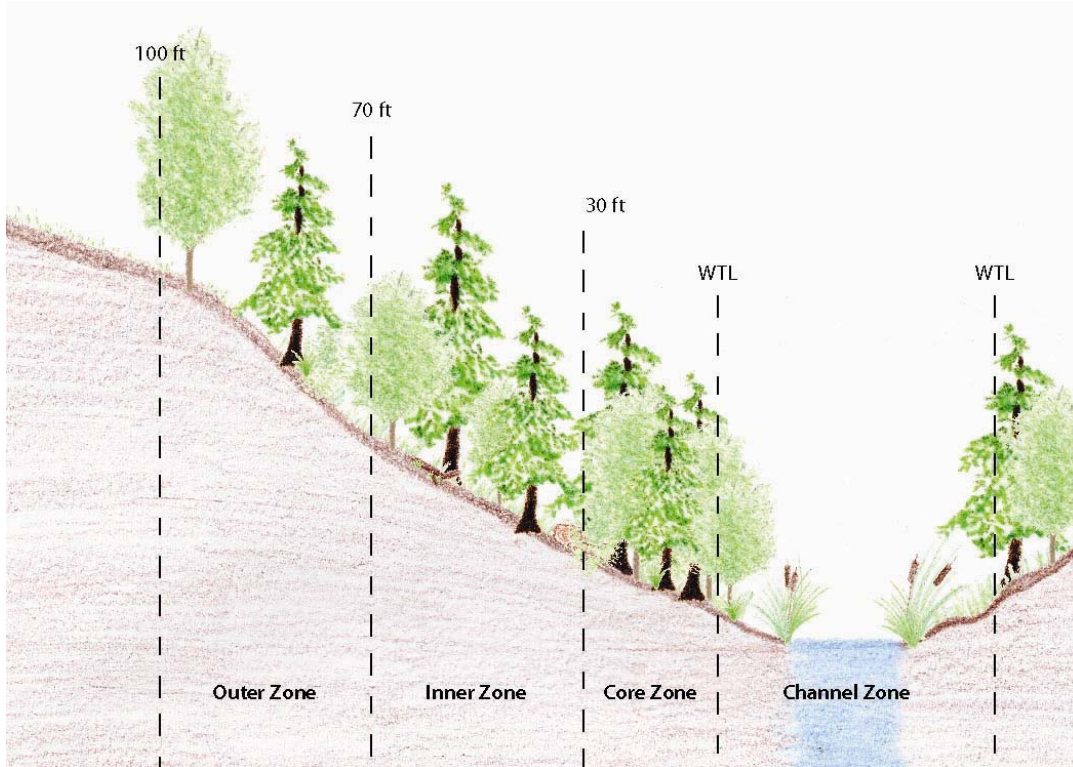 100 ft
70 ft
30 ft
WTL
WTL
Outer Zone
Inner Zone
Core Zone
Channel Zone